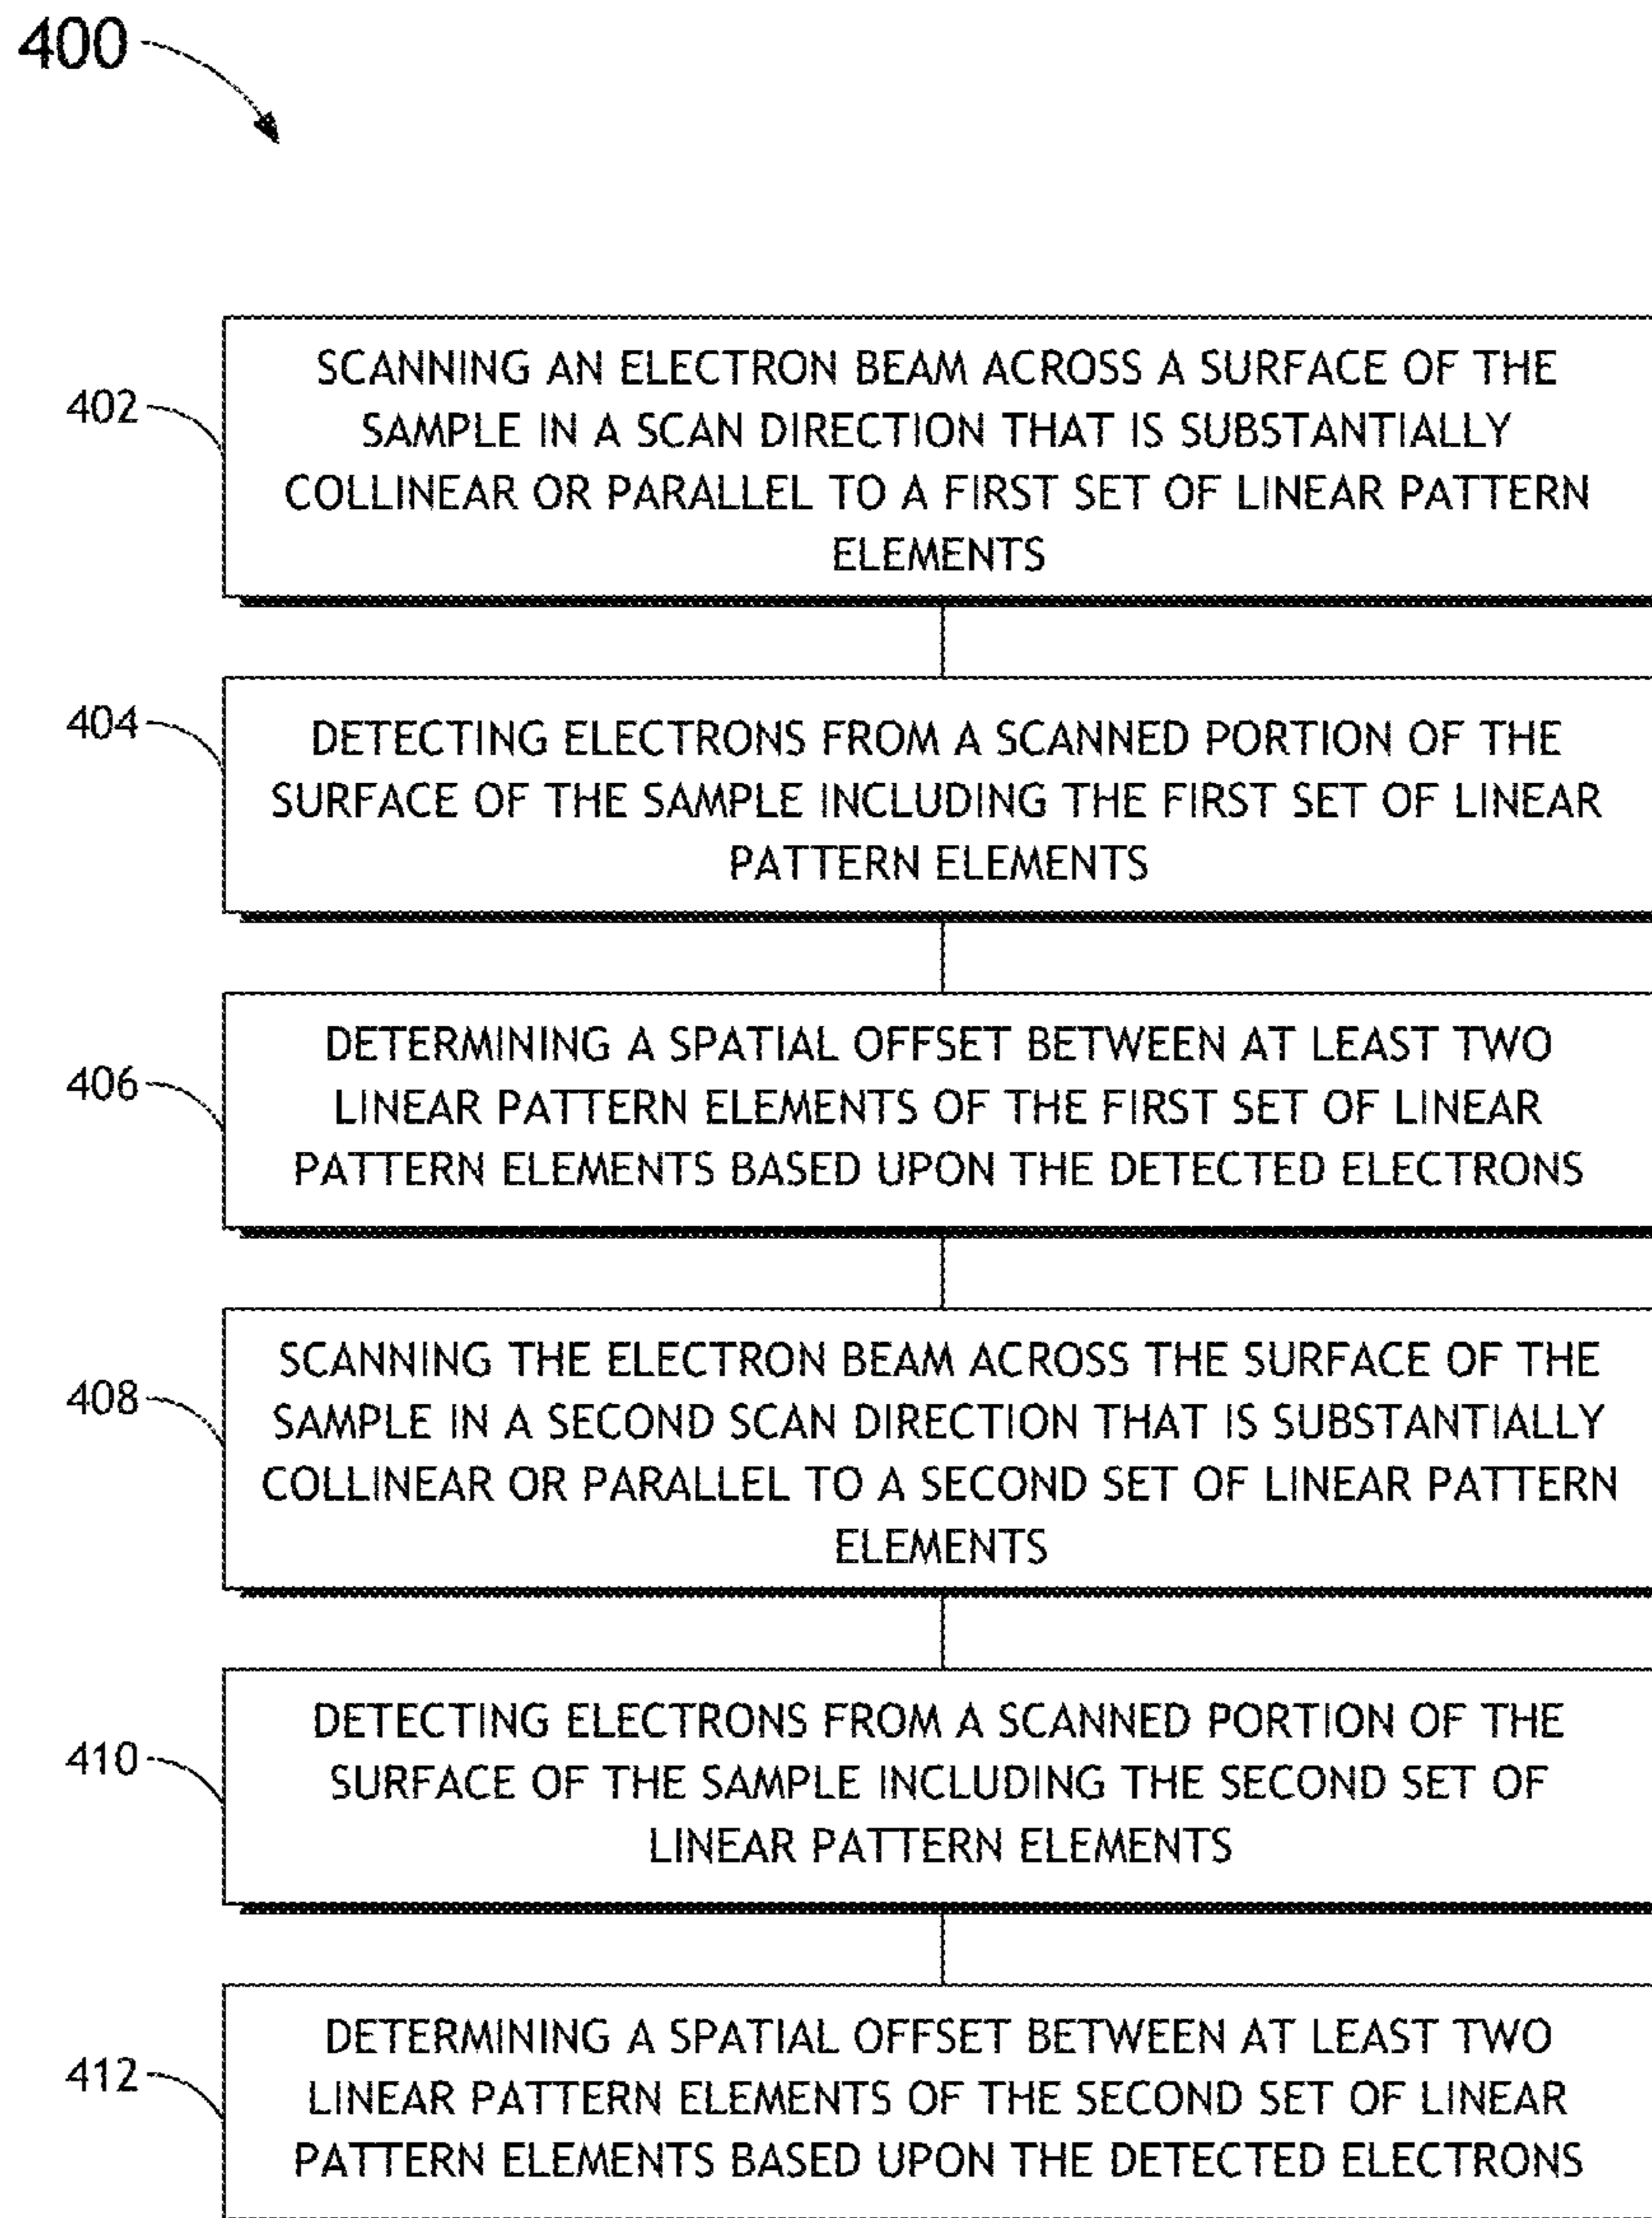 400
402
SCANNING AN ELECTRON BEAM ACROSS A SURFACE OF THE
SAMPLE IN A SCAN DIRECTION THAT IS SUBSTANTIALLY
COLLINEAR OR PARALLEL TO A FIRST SET OF LINEAR PATTERN
ELEMENTS
404
DETECTING ELECTRONS FROM A SCANNED PORTION OF THE
SURFACE OF THE SAMPLE INCLUDING THE FIRST SET OF LINEAR
PATTERN ELEMENTS
406
DETERMINING A SPATIAL OFFSET BETWEEN AT LEAST TWO
LINEAR PATTERN ELEMENTS OF THE FIRST SET OF LINEAR
PATTERN ELEMENTS BASED UPON THE DETECTED ELECTRONS
408
SCANNING THE ELECTRON BEAM ACROSS THE SURFACE OF THE
SAMPLE IN A SECOND SCAN DIRECTION THAT IS SUBSTANTIALLY
COLLINEAR OR PARALLEL TO A SECOND SET OF LINEAR PATTERN
ELEMENTS
410
DETECTING ELECTRONS FROM A SCANNED PORTION OF THE
SURFACE OF THE SAMPLE INCLUDING THE SECOND SET OF
LINEAR PATTERN ELEMENTS
412
DETERMINING A SPATIAL OFFSET BETWEEN AT LEAST TWO
LINEAR PATTERN ELEMENTS OF THE SECOND SET OF LINEAR
PATTERN ELEMENTS BASED UPON THE DETECTED ELECTRONS